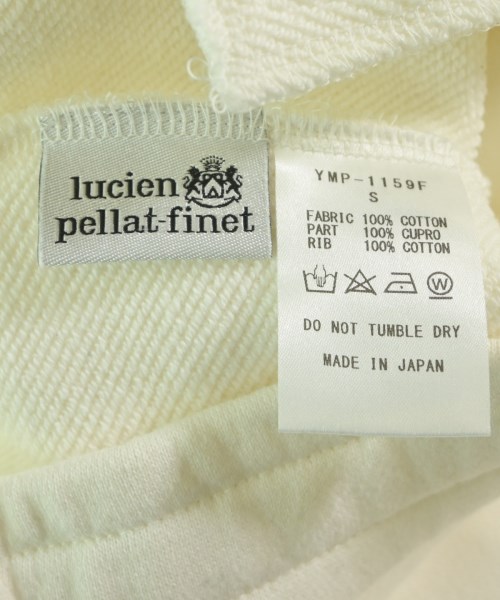 lucien
pellat-finet
YMP-1159F
S
FABRIC 100% COTTON
PART 100% CUPRO
RIB 100% COTTON
W
DO NOT TUMBLE DRY
MADE IN JAPAN